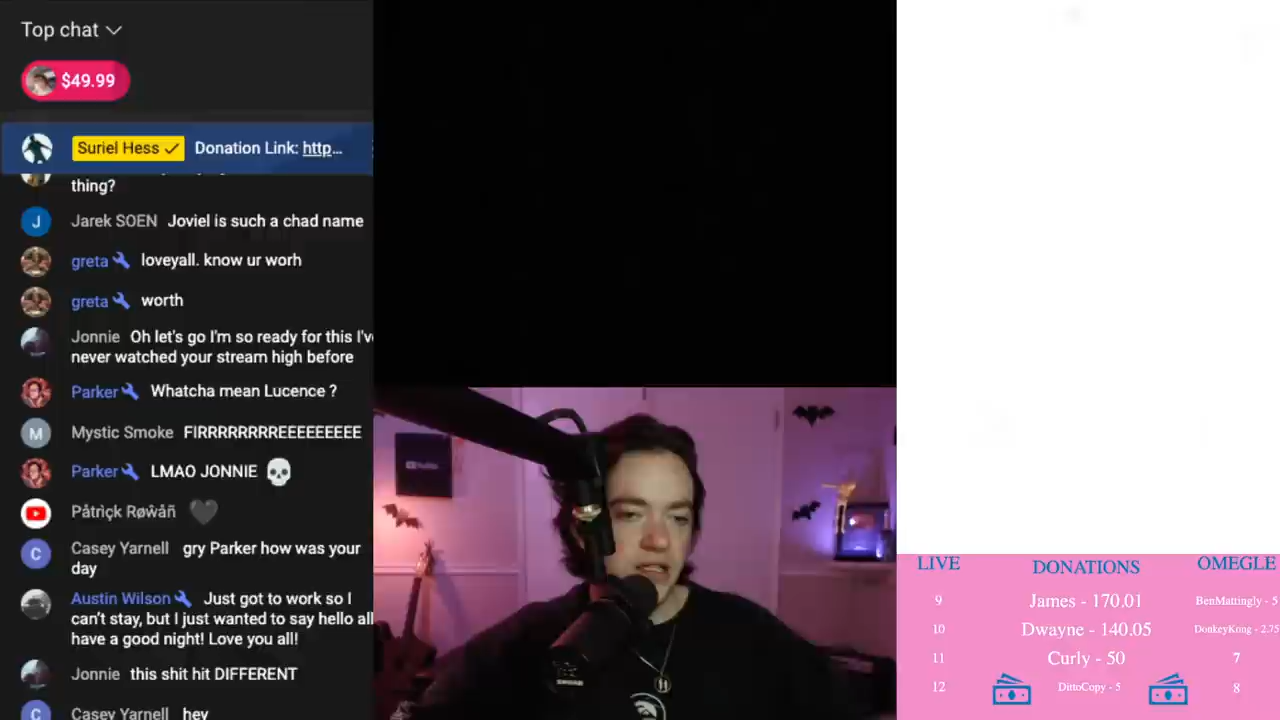 Top chat
$49.99
Suriel Hess Donation Link: http...
thing?
Jarek SOEN Joviel is such a chad name
greta loveyall. know ur worh
greta worth
Jonnie Oh let's go I'm so ready for this I'v
never watched your stream high before
Parker Whatcha mean Lucence ?
Mystic Smoke FIRRRRRRREEEEEEEEE
Parker LMAO JONNIE
Påtrìçk Røŵåñ
Casey Yarnell gry Parker how was your
day
Austin Wilson Just got to work so I
can't stay, but I just wanted to say hello all
have a good night! Love you all!
Jonnie this shit hit DIFFERENT
Casey Yarnell hey
LIVE DONATIONS OMEGLE
9 James - 170.01 BenMattingly - 5
10 Dwayne - 140.05 DonkeyKong - 2.75
11 Curly - 50 7
12 DittoCopy - 5 8